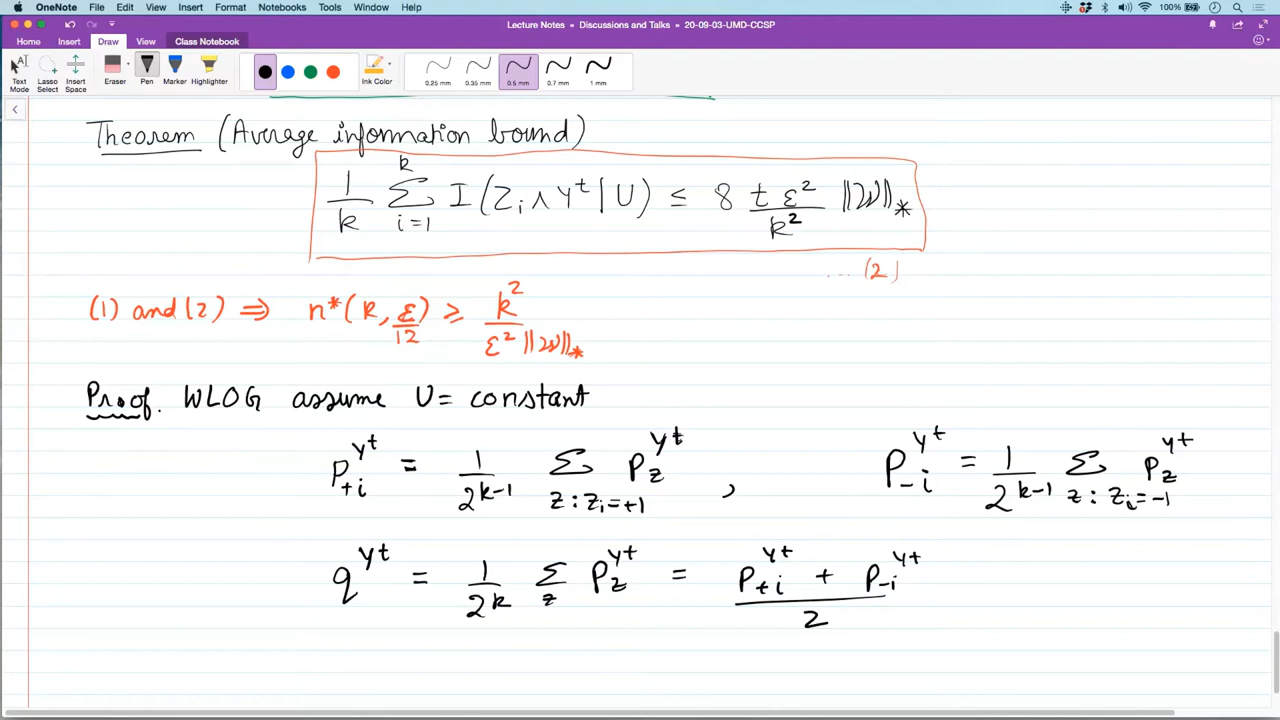 OneNote File Edit View Insert Format Notebooks Tools Window Help 100%
Lecture Notes » Discussions and Talks » 20-09-03-UMD-CCSP
Home Insert Draw View Class Notebook
Text Mode Lasso Select Insert Space Eraser Pen Marker Highlighter Ink Color 0.25 mm 0.35 mm 0.5 mm 0.7 mm 1 mm
Theorem (Average information bound)
1/k Σ_{i=1}^{k} I(Z_i ∧ Y^t | U) ≤ 8 t ε²/k² ‖W‖_*
... (2)
(1) and (2) ⇒ n*(k, ε/12) ≥ k²/(ε² ‖W‖_*)
Proof. WLOG assume U = constant
P_{+i}^{Y^t} = 1/2^{k-1} Σ_{z : z_i = +1} P_z^{Y^t} , P_{-i}^{Y^t} = 1/2^{k-1} Σ_{z : z_i = -1} P_z^{Y^t}
q^{Y^t} = 1/2^k Σ_z P_z^{Y^t} = (P_{+i}^{Y^t} + P_{-i}^{Y^t})/2